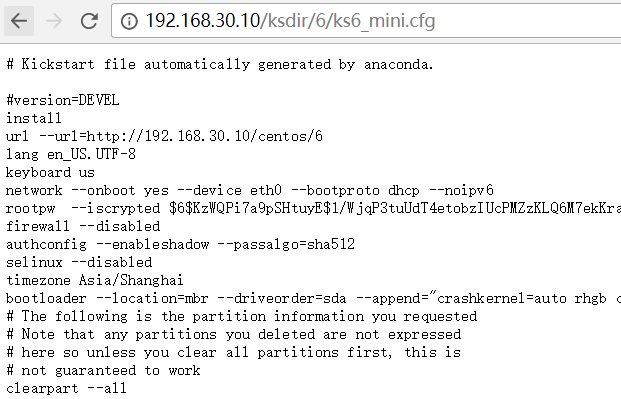 192.168.30.10/ksdir/6/ks6_mini.cfg
# Kickstart file automatically generated by anaconda.
#version=DEVEL
install
url --url=http://192.168.30.10/centos/6
lang en_US.UTF-8
keyboard us
network --onboot yes --device eth0 --bootproto dhcp --noipv6
rootpw  --iscrypted $6$KzWQPi7a9pSHtuyE$1/WjqP3tuUdT4etobzIUcPMZzKLQ6M7ekKra
firewall --disabled
authconfig --enableshadow --passalgo=sha512
selinux --disabled
timezone Asia/Shanghai
bootloader --location=mbr --driveorder=sda --append="crashkernel=auto rhgb
# The following is the partition information you requested
# Note that any partitions you deleted are not expressed
# here so unless you clear all partitions first, this is
# not guaranteed to work
clearpart --all